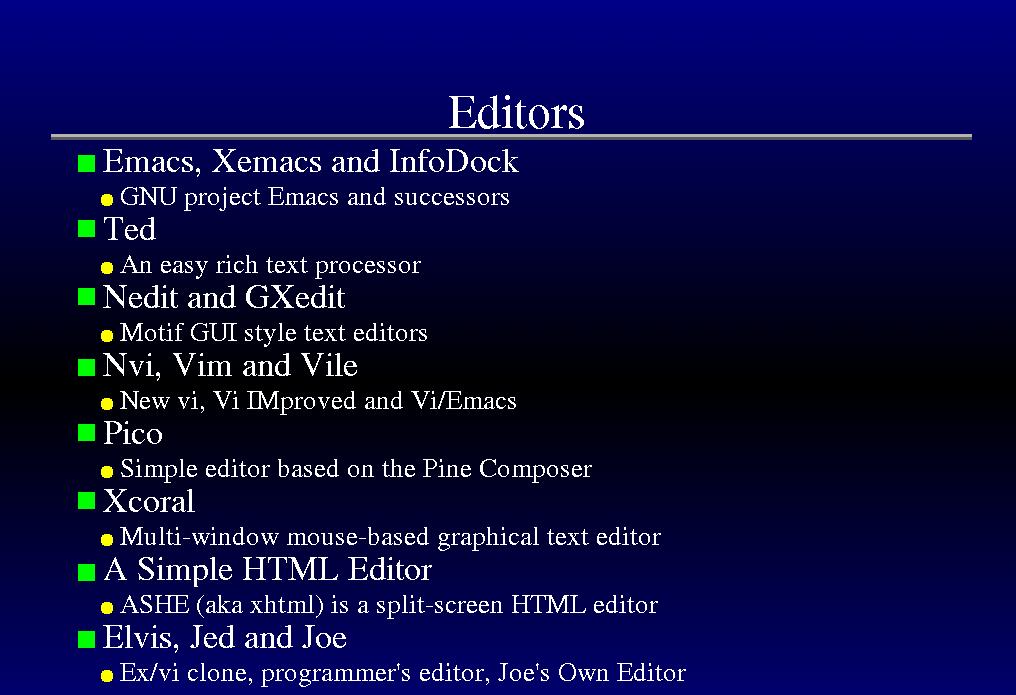 Editors
Emacs, Xemacs and InfoDock
GNU project Emacs and successors
Ted
An easy rich text processor
Nedit and GXedit
Motif GUI style text editors
Nvi, Vim and Vile
New vi, Vi IMproved and Vi/Emacs
Pico
Simple editor based on the Pine Composer
Xcoral
Multi-window mouse-based graphical text editor
A Simple HTML Editor
ASHE (aka xhtml) is a split-screen HTML editor
Elvis, Jed and Joe
Ex/vi clone, programmer's editor, Joe's Own Editor